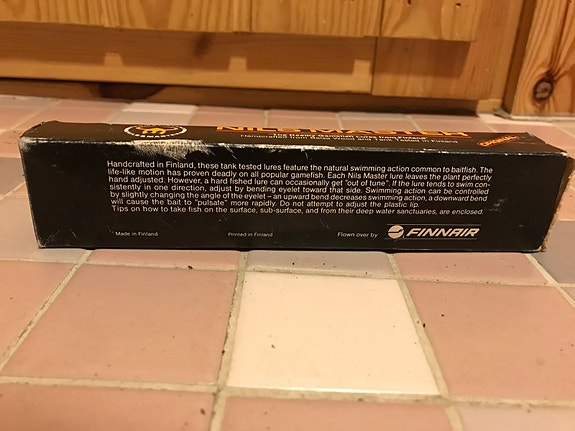 NILS MASTER
Handcrafted in Finland, these tank tested lures feature the natural swimming action common to baitfish. The
life-like motion has proven deadly on all popular gamefish. Each Nils Master lure leaves the plant perfectly
hand adjusted. However, a hard fished lure can occasionally get "out of tune". If the lure tends to swim con-
sistently in one direction, adjust by bending eyelet toward that side. Swimming action can be controlled
by slightly changing the angle of the eyelet – an upward bend decreases swimming action, a downward bend
will cause the bait to "pulsate" more rapidly. Do not attempt to adjust the plastic lip.
Tips on how to take fish on the surface, sub-surface, and from their deep water sanctuaries, are enclosed.
Made in Finland
Printed in Finland
Flown over by FINNAIR